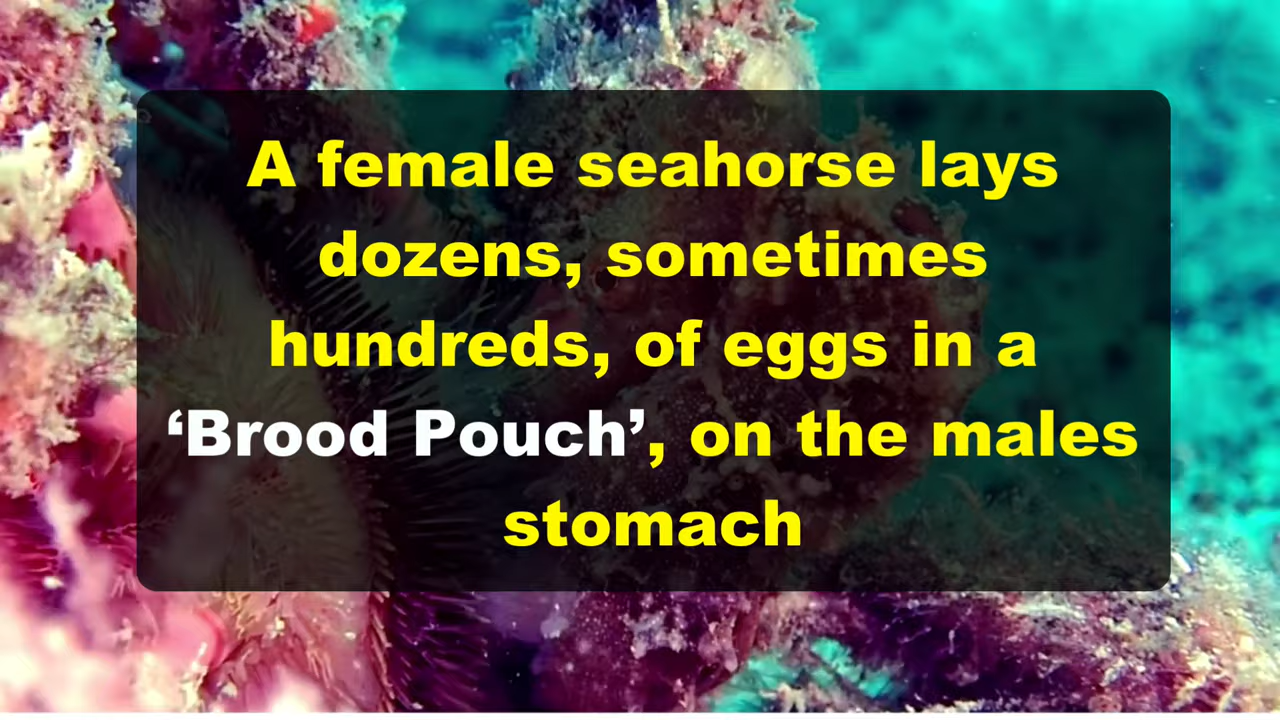 A female seahorse lays
dozens, sometimes
hundreds, of eggs in a
‘Brood Pouch’, on the males
stomach